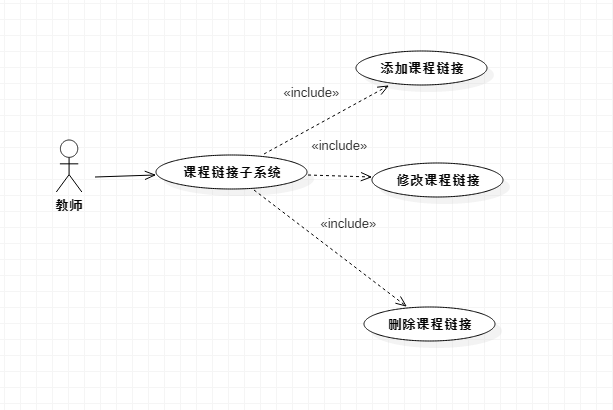 添加课程链接
«include»
«include»
课程链接子系统
修改课程链接
教师
«include»
删除课程链接